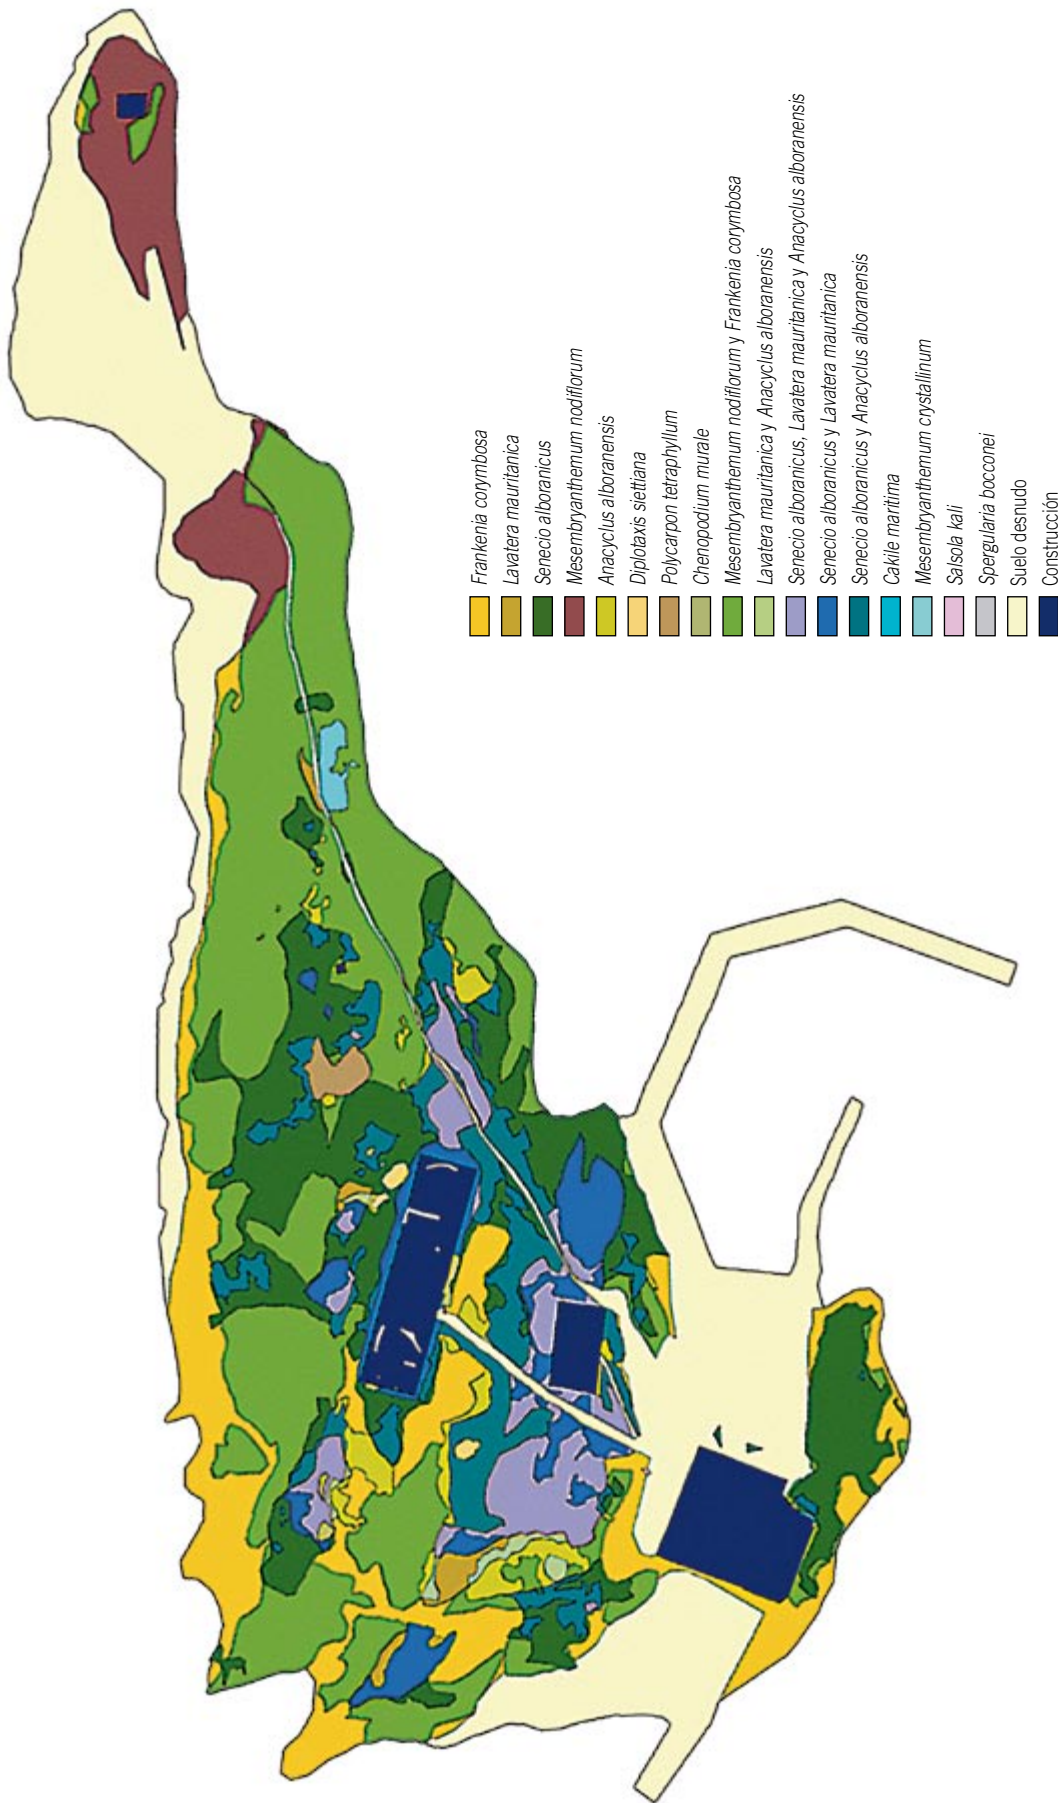 Frankenia corymbosa
Lavatera mauritanica
Senecio alboranicus
Mesembryanthemum nodiflorum
Anacyclus alboranensis
Diplotaxis siettiana
Polycarpon tetraphyllum
Chenopodium murale
Mesembryanthemum nodiflorum y Frankenia corymbosa
Lavatera mauritanica y Anacyclus alboranensis
Senecio alboranicus, Lavatera mauritanica y Anacyclus alboranensis
Senecio alboranicus y Lavatera mauritanica
Senecio alboranicus y Anacyclus alboranensis
Cakile maritima
Mesembryanthemum crystallinum
Salsola kali
Spergularia bocconei
Suelo desnudo
Construcción